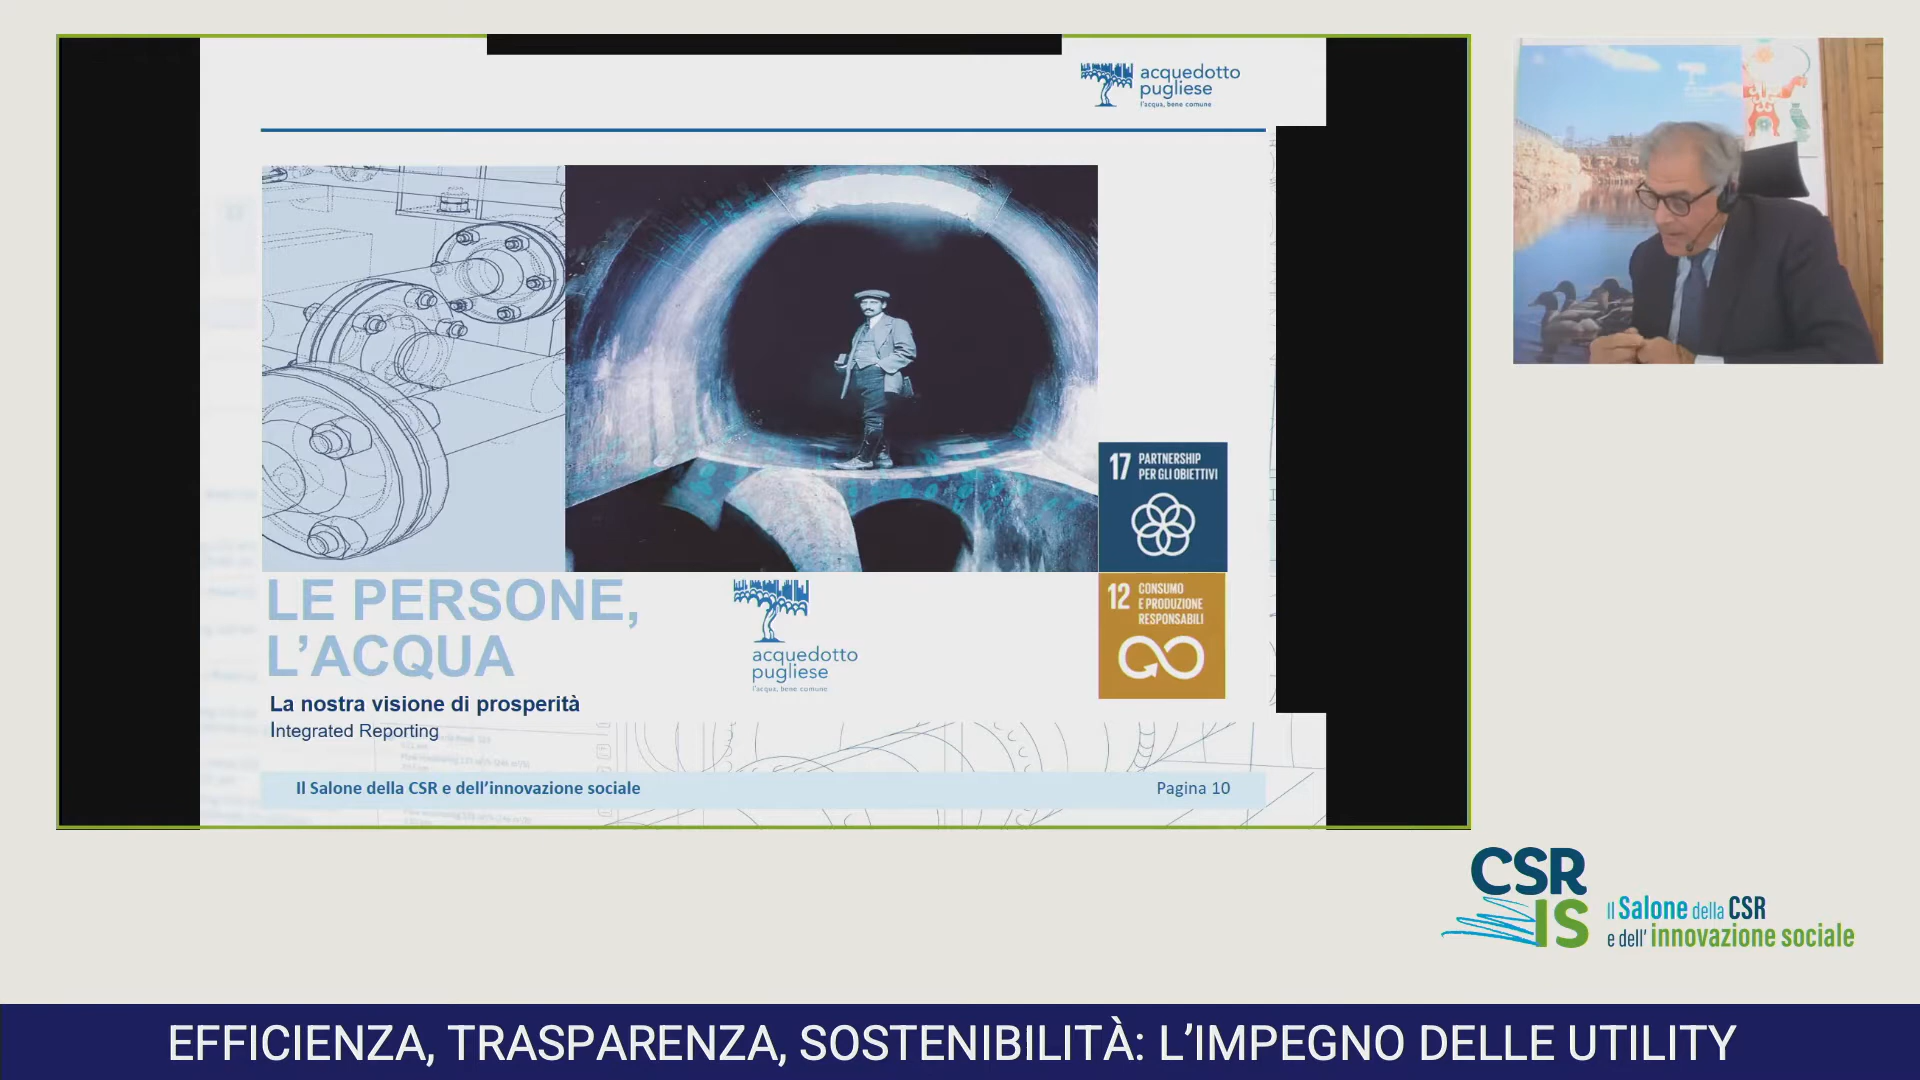 acquedotto
pugliese
l'acqua, bene comune
17 PARTNERSHIP
PER GLI OBIETTIVI
12 CONSUMO
E PRODUZIONE
RESPONSABILI
LE PERSONE,
L’ACQUA
acquedotto
pugliese
l'acqua, bene comune
La nostra visione di prosperità
Integrated Reporting
Il Salone della CSR e dell’innovazione sociale
Pagina 10
CSR
IS
Il Salone della CSR
e dell' innovazione sociale
EFFICIENZA, TRASPARENZA, SOSTENIBILITÀ: L’IMPEGNO DELLE UTILITY